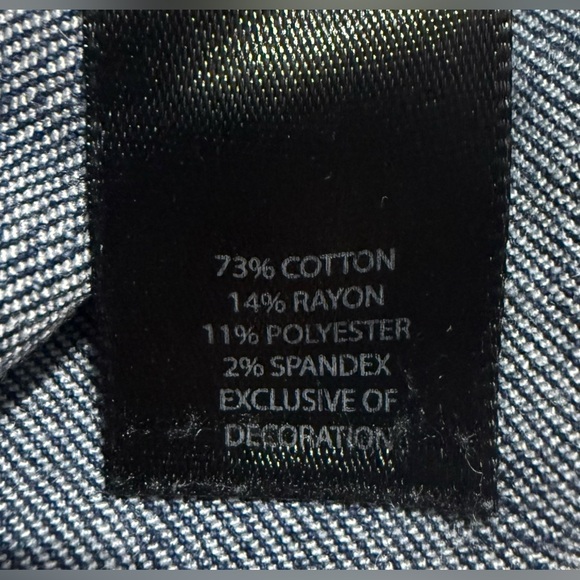 73% COTTON
14% RAYON
11% POLYESTER
2% SPANDEX
EXCLUSIVE OF
DECORATION